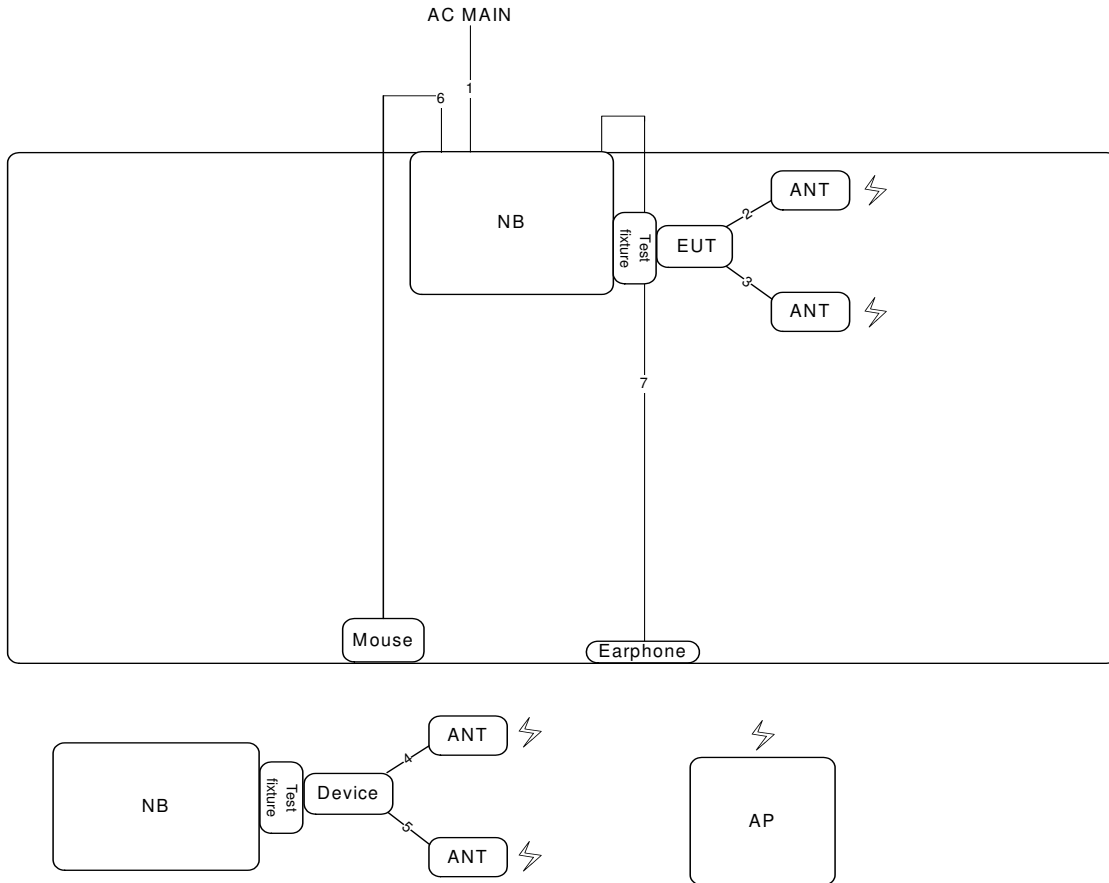 AC MAIN
1
6
NB
Test
fixture
EUT
2
ANT
3
ANT
7
Mouse
Earphone
NB
Test
fixture
Device
4
ANT
5
ANT
AP